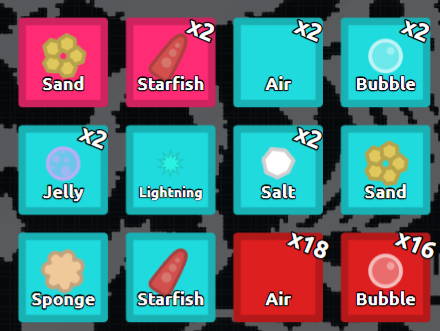 x2 x2 x2
Sand Starfish Air Bubble
x2 x2
Jelly Lightning Salt Sand
x18 x16
Sponge Starfish Air Bubble